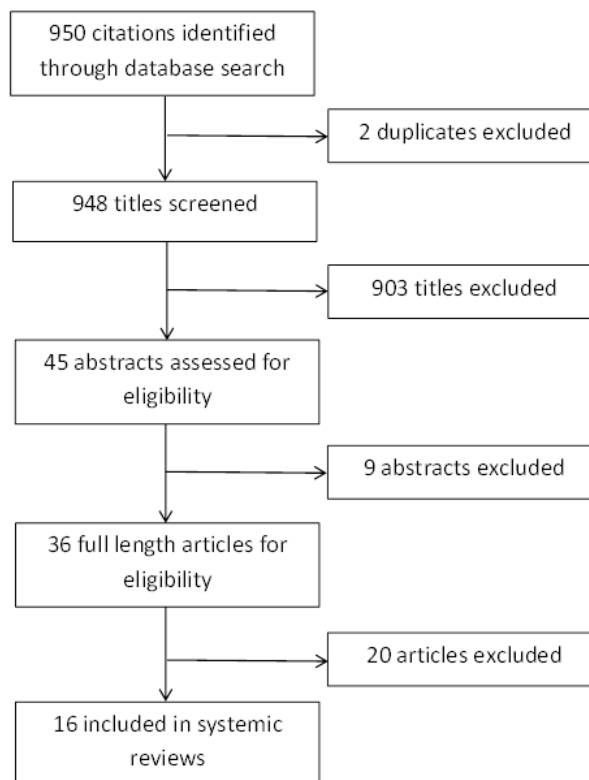 950 citations identified
through database search
2 duplicates excluded
948 titles screened
903 titles excluded
45 abstracts assessed for
eligibility
9 abstracts excluded
36 full length articles for
eligibility
20 articles excluded
16 included in systemic
reviews